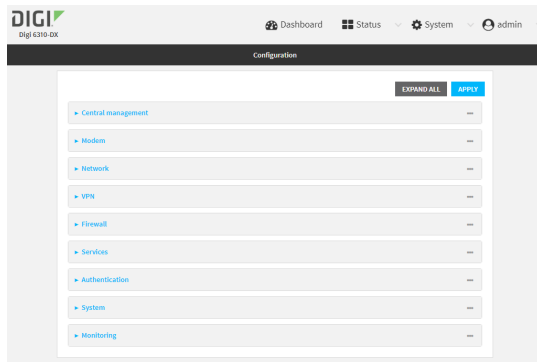 DIGI
Digi 6310-DX
Dashboard Status System admin
Configuration
EXPAND ALL APPLY
Central management
Modem
Network
VPN
Firewall
Services
Authentication
System
Monitoring